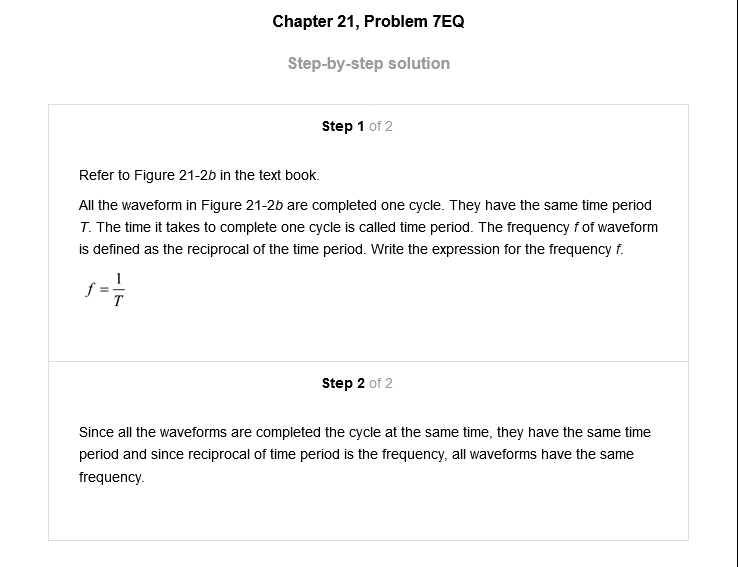 Chapter 21, Problem 7EQ
Step-by-step solution
Step 1 of 2
Refer to Figure 21-2b in the text book.
All the waveform in Figure 21-2b are completed one cycle. They have the same time period
T. The time it takes to complete one cycle is called time period. The frequency f of waveform
is defined as the reciprocal of the time period. Write the expression for the frequency f.
f = 1/T
Step 2 of 2
Since all the waveforms are completed the cycle at the same time, they have the same time
period and since reciprocal of time period is the frequency, all waveforms have the same
frequency.